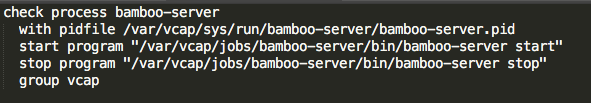 check process bamboo-server
  with pidfile /var/vcap/sys/run/bamboo-server/bamboo-server.pid
  start program "/var/vcap/jobs/bamboo-server/bin/bamboo-server start"
  stop program "/var/vcap/jobs/bamboo-server/bin/bamboo-server stop"
  group vcap